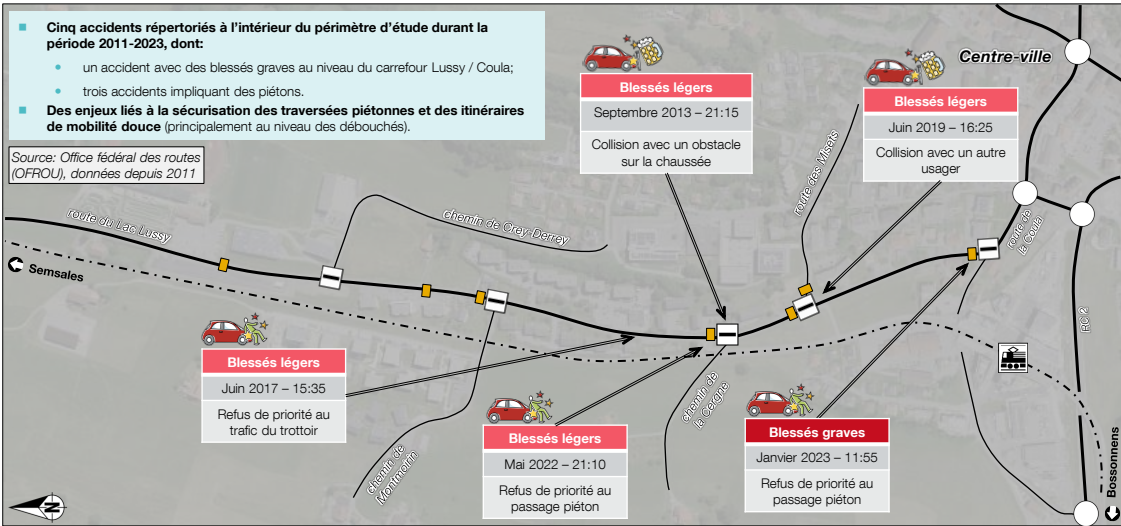 Cinq accidents répertoriés à l'intérieur du périmètre d'étude durant la
période 2011-2023, dont:
un accident avec des blessés graves au niveau du carrefour Lussy / Coula;
trois accidents impliquant des piétons.
Des enjeux liés à la sécurisation des traversées piétonnes et des itinéraires
de mobilité douce (principalement au niveau des débouchés).
Source: Office fédéral des routes
(OFROU), données depuis 2011
Centre-ville
Blessés légers
Septembre 2013 – 21:15
Collision avec un obstacle
sur la chaussée
Blessés légers
Juin 2019 – 16:25
Collision avec un autre
usager
route des Misets
route du Lac Lussy
chemin de Crey-Derrey
route de
la Coula
Semsales
RC 2
Blessés légers
Juin 2017 – 15:35
Refus de priorité au
trafic du trottoir
chemin de
Montmoirin
Blessés légers
Mai 2022 – 21:10
Refus de priorité au
passage piéton
chemin de
la Cergne
Blessés graves
Janvier 2023 – 11:55
Refus de priorité au
passage piéton
Bossonnens
N